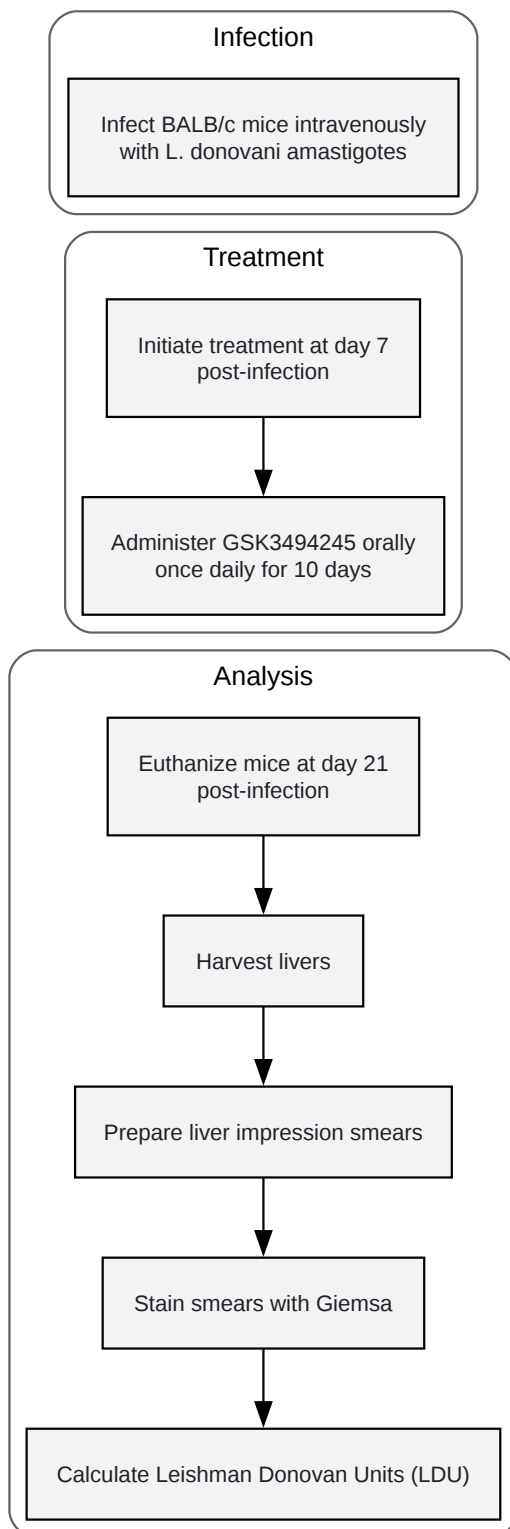 Infection
Infect BALB/c mice intravenously
with L. donovani amastigotes
Treatment
Initiate treatment at day 7
post-infection
Administer GSK3494245 orally
once daily for 10 days
Analysis
Euthanize mice at day 21
post-infection
Harvest livers
Prepare liver impression smears
Stain smears with Giemsa
Calculate Leishman Donovan Units (LDU)